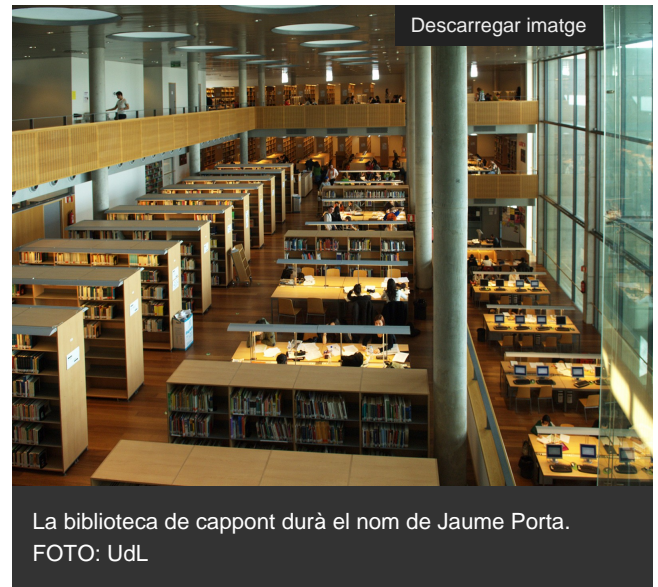 Descarregar imatge
La biblioteca de cappont durà el nom de Jaume Porta.
FOTO: UdL